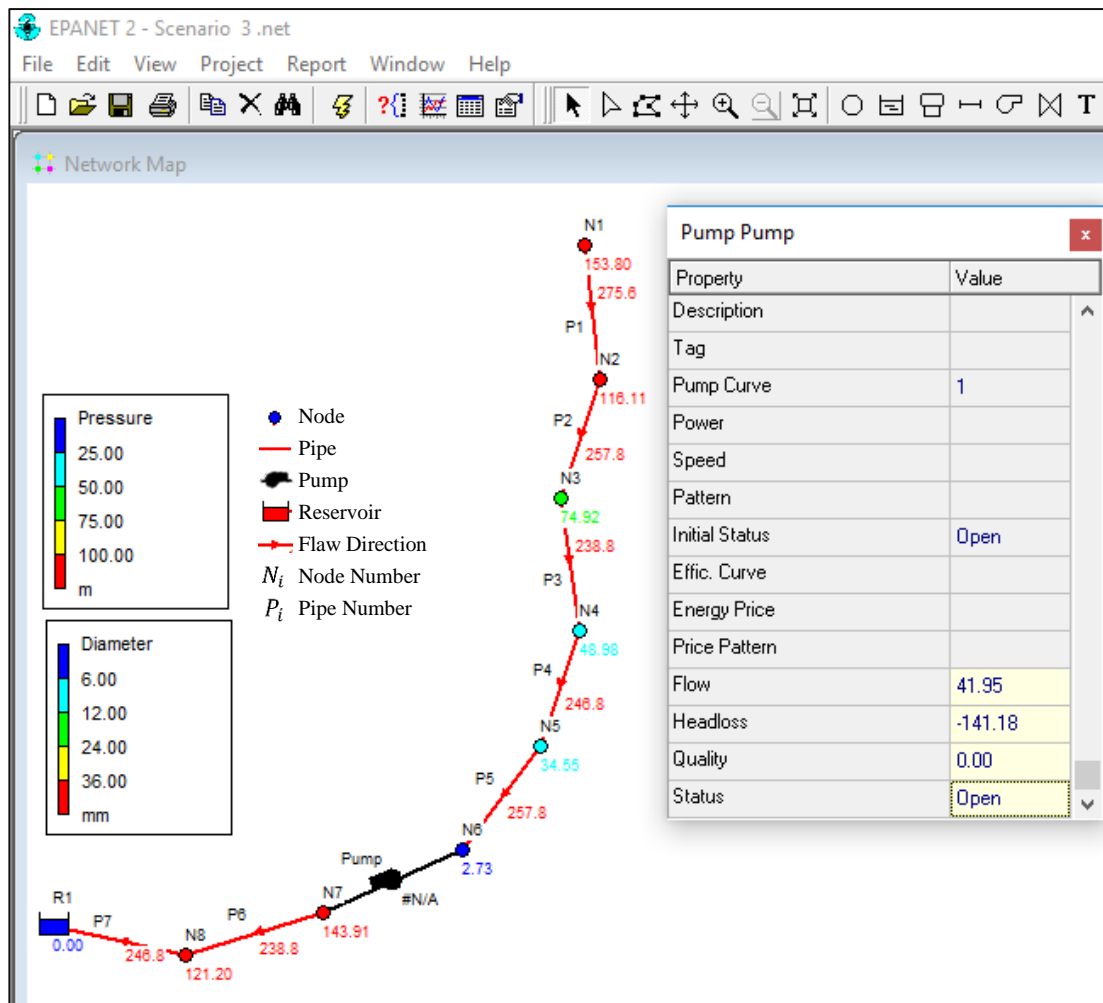 EPANET 2 - Scenario 3 .net
File Edit View Project Report Window Help
T
Network Map
N1
153.80
275.6
P1
N2
116.11
P2
257.8
N3
74.92
238.8
P3
N4
48.98
P4
246.8
N5
34.55
P5
257.8
N6
2.73
Pump
#N/A
N7
143.91
P6
238.8
N8
121.20
R1
P7
0.00
246.8
Pressure
25.00
50.00
75.00
100.00
m
Diameter
6.00
12.00
24.00
36.00
mm
Node
Pipe
Pump
Reservoir
Flaw Direction
Ni Node Number
Pi Pipe Number
Pump Pump
x
Property Value
Description
Tag
Pump Curve 1
Power
Speed
Pattern
Initial Status Open
Effic. Curve
Energy Price
Price Pattern
Flow 41.95
Headloss -141.18
Quality 0.00
Status Open